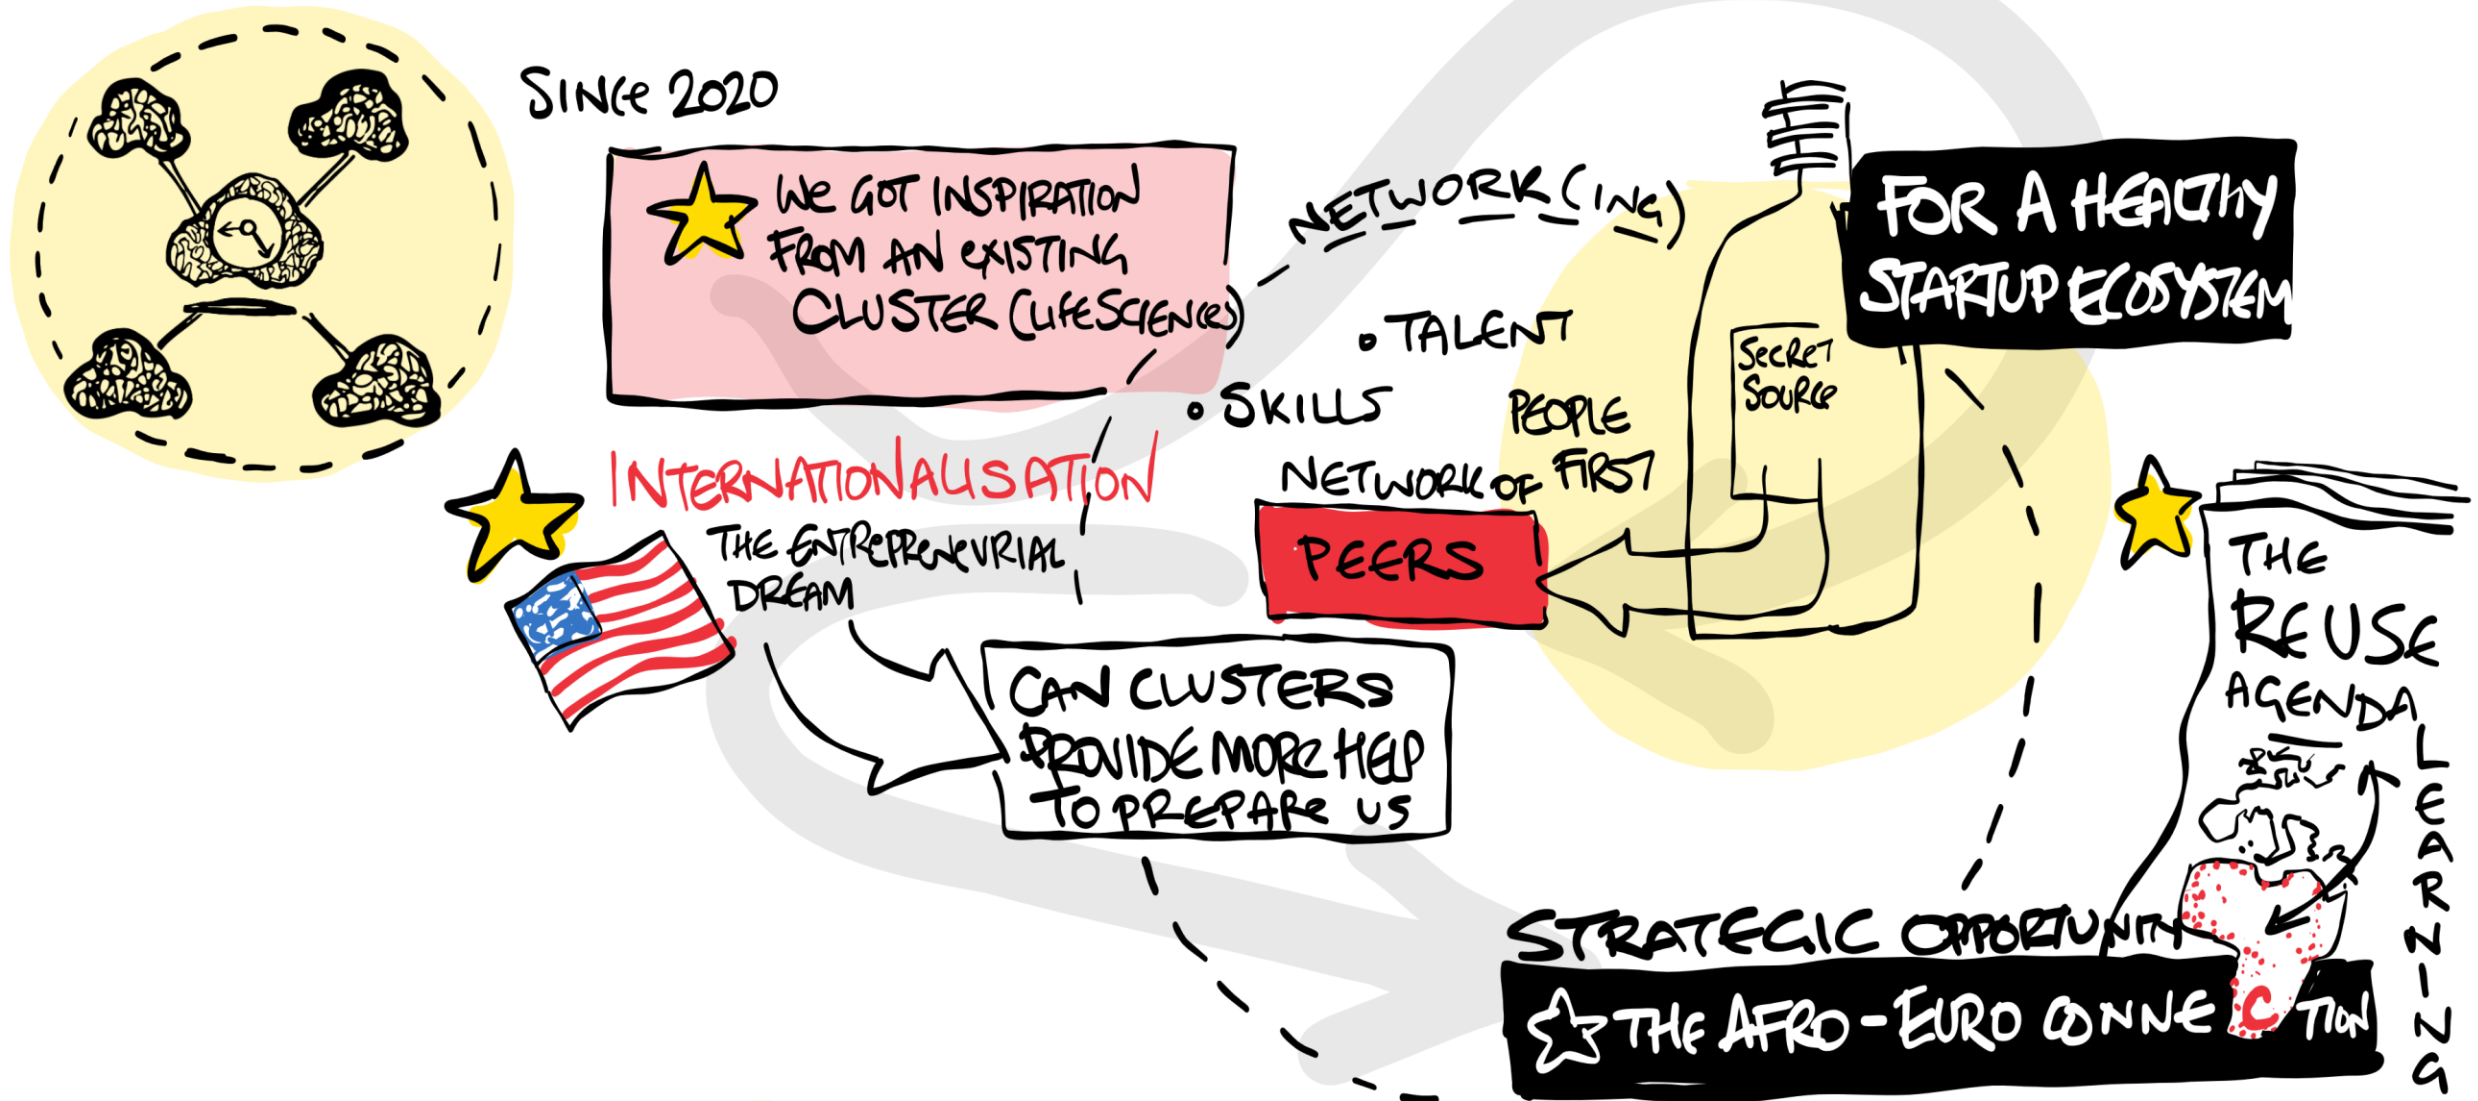 SINCE 2020
WE GOT INSPIRATION
FROM AN EXISTING
CLUSTER (LIFESCIENCES)
NETWORK(ING)
• TALENT
• SKILLS
FOR A HEALTHY
STARTUP ECOSYSTEM
SECRET
SOURCE
PEOPLE
FIRST
NETWORK OF
PEERS
INTERNATIONALISATION
THE ENTREPRENEURIAL
DREAM
CAN CLUSTERS
PROVIDE MORE HELP
TO PREPARE US
THE
REUSE
AGENDA
LEARNING
STRATEGIC OPPORTUNITY
THE AFRO-EURO CONNECTION